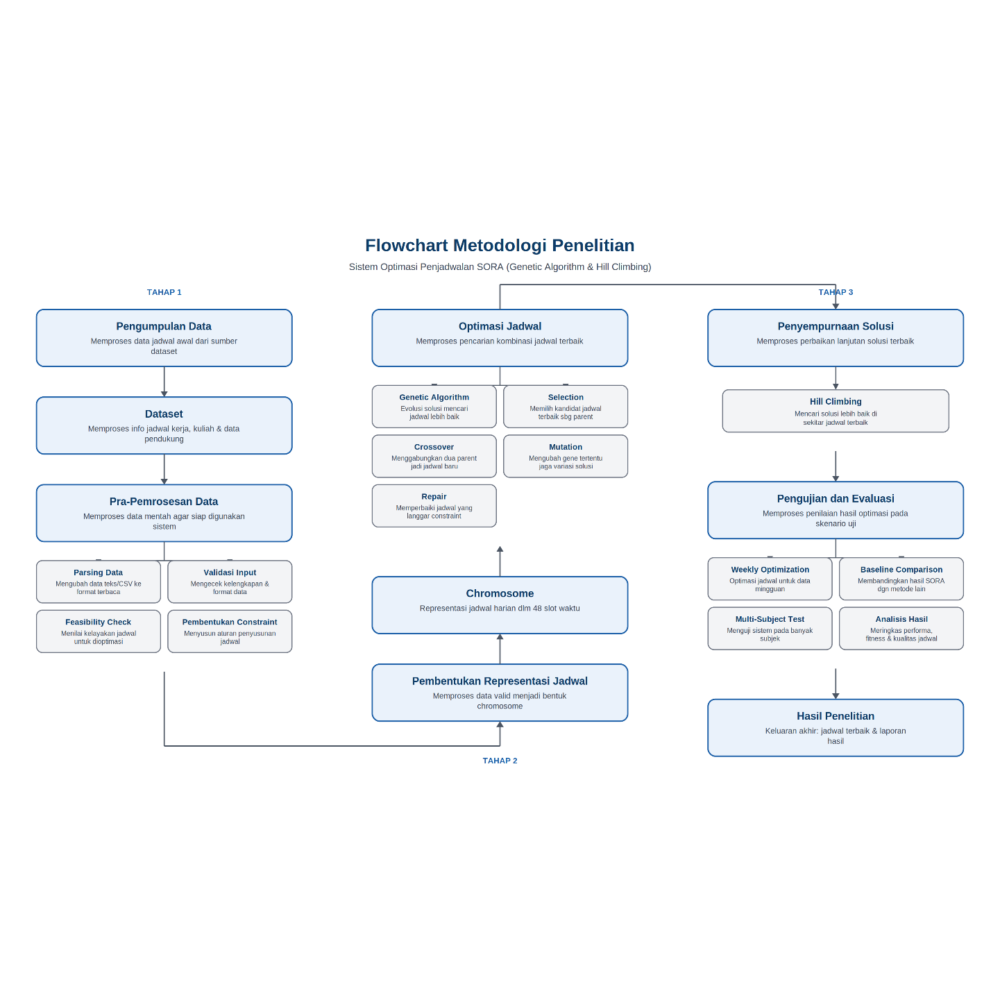 Flowchart Metodologi Penelitian
Sistem Optimasi Penjadwalan SORA (Genetic Algorithm & Hill Climbing)
TAHAP 1
Pengumpulan Data
Memproses data jadwal awal dari sumber
dataset
Dataset
Memproses info jadwal kerja, kuliah & data
pendukung
Pra-Pemrosesan Data
Memproses data mentah agar siap digunakan
sistem
Parsing Data
Mengubah data teks/CSV ke
format terbaca
Validasi Input
Mengecek kelengkapan &
format data
Feasibility Check
Menilai kelayakan jadwal
untuk dioptimasi
Pembentukan Constraint
Menyusun aturan penyusunan
jadwal
Optimasi Jadwal
Memproses pencarian kombinasi jadwal terbaik
Genetic Algorithm
Evolusi solusi mencari
jadwal lebih baik
Selection
Memilih kandidat jadwal
terbaik sbg parent
Crossover
Menggabungkan dua parent
jadi jadwal baru
Mutation
Mengubah gene tertentu
jaga variasi solusi
Repair
Memperbaiki jadwal yang
langgar constraint
Chromosome
Representasi jadwal harian dlm 48 slot waktu
Pembentukan Representasi Jadwal
Memproses data valid menjadi bentuk
chromosome
TAHAP 2
TAHAP 3
Penyempurnaan Solusi
Memproses perbaikan lanjutan solusi terbaik
Hill Climbing
Mencari solusi lebih baik di
sekitar jadwal terbaik
Pengujian dan Evaluasi
Memproses penilaian hasil optimasi pada
skenario uji
Weekly Optimization
Optimasi jadwal untuk data
mingguan
Baseline Comparison
Membandingkan hasil SORA
dgn metode lain
Multi-Subject Test
Menguji sistem pada banyak
subjek
Analisis Hasil
Meringkas performa,
fitness & kualitas jadwal
Hasil Penelitian
Keluaran akhir: jadwal terbaik & laporan
hasil